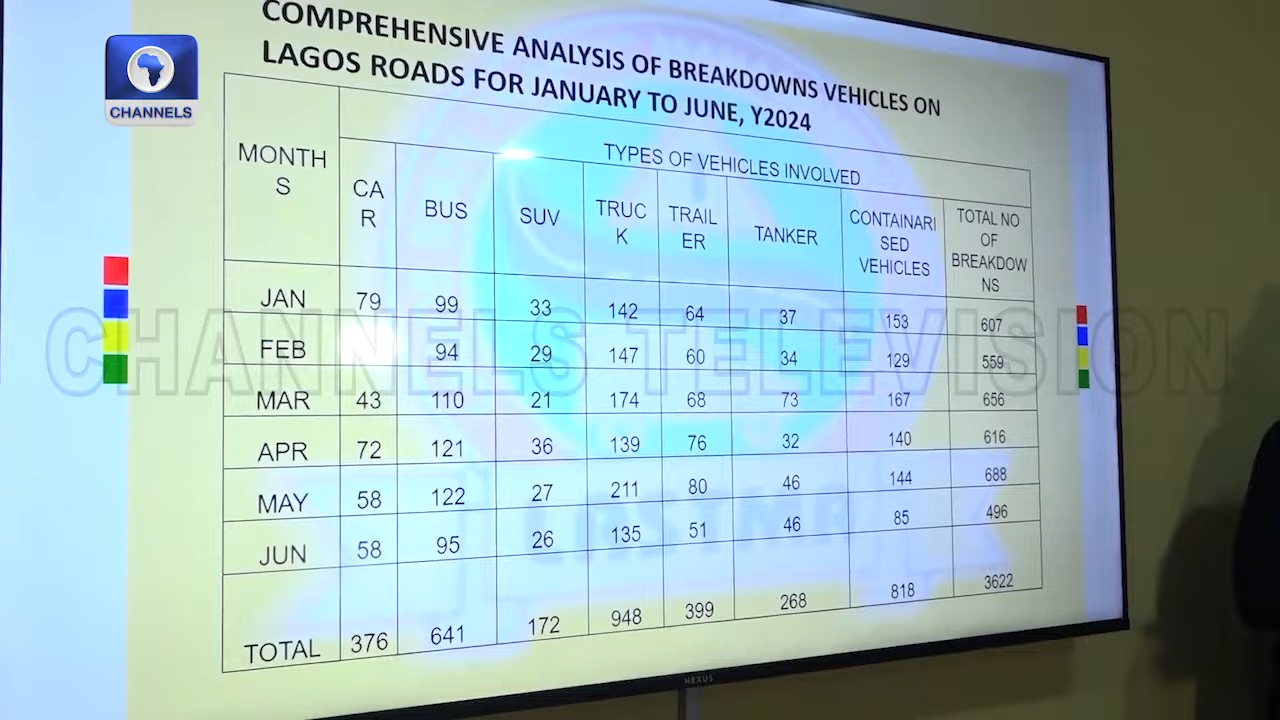 COMPREHENSIVE ANALYSIS OF BREAKDOWNS VEHICLES ON
LAGOS ROADS FOR JANUARY TO JUNE, Y2024
CHANNELS
MONTH
S
TYPES OF VEHICLES INVOLVED
CA
R
BUS
SUV
TRUC
K
TRAIL
ER
TANKER
CONTAINARI
SED
VEHICLES
TOTAL NO
OF
BREAKDOW
NS
JAN 79 99 33 142 64 37 153 607
FEB 94 29 147 60 34 129 559
MAR 43 110 21 174 68 73 167 656
APR 72 121 36 139 76 32 140 616
MAY 58 122 27 211 80 46 144 688
JUN 58 95 26 135 51 46 85 496
TOTAL 376 641 172 948 399 268 818 3622
CHANNELS TELEVISION
LASTMA
NEXUS